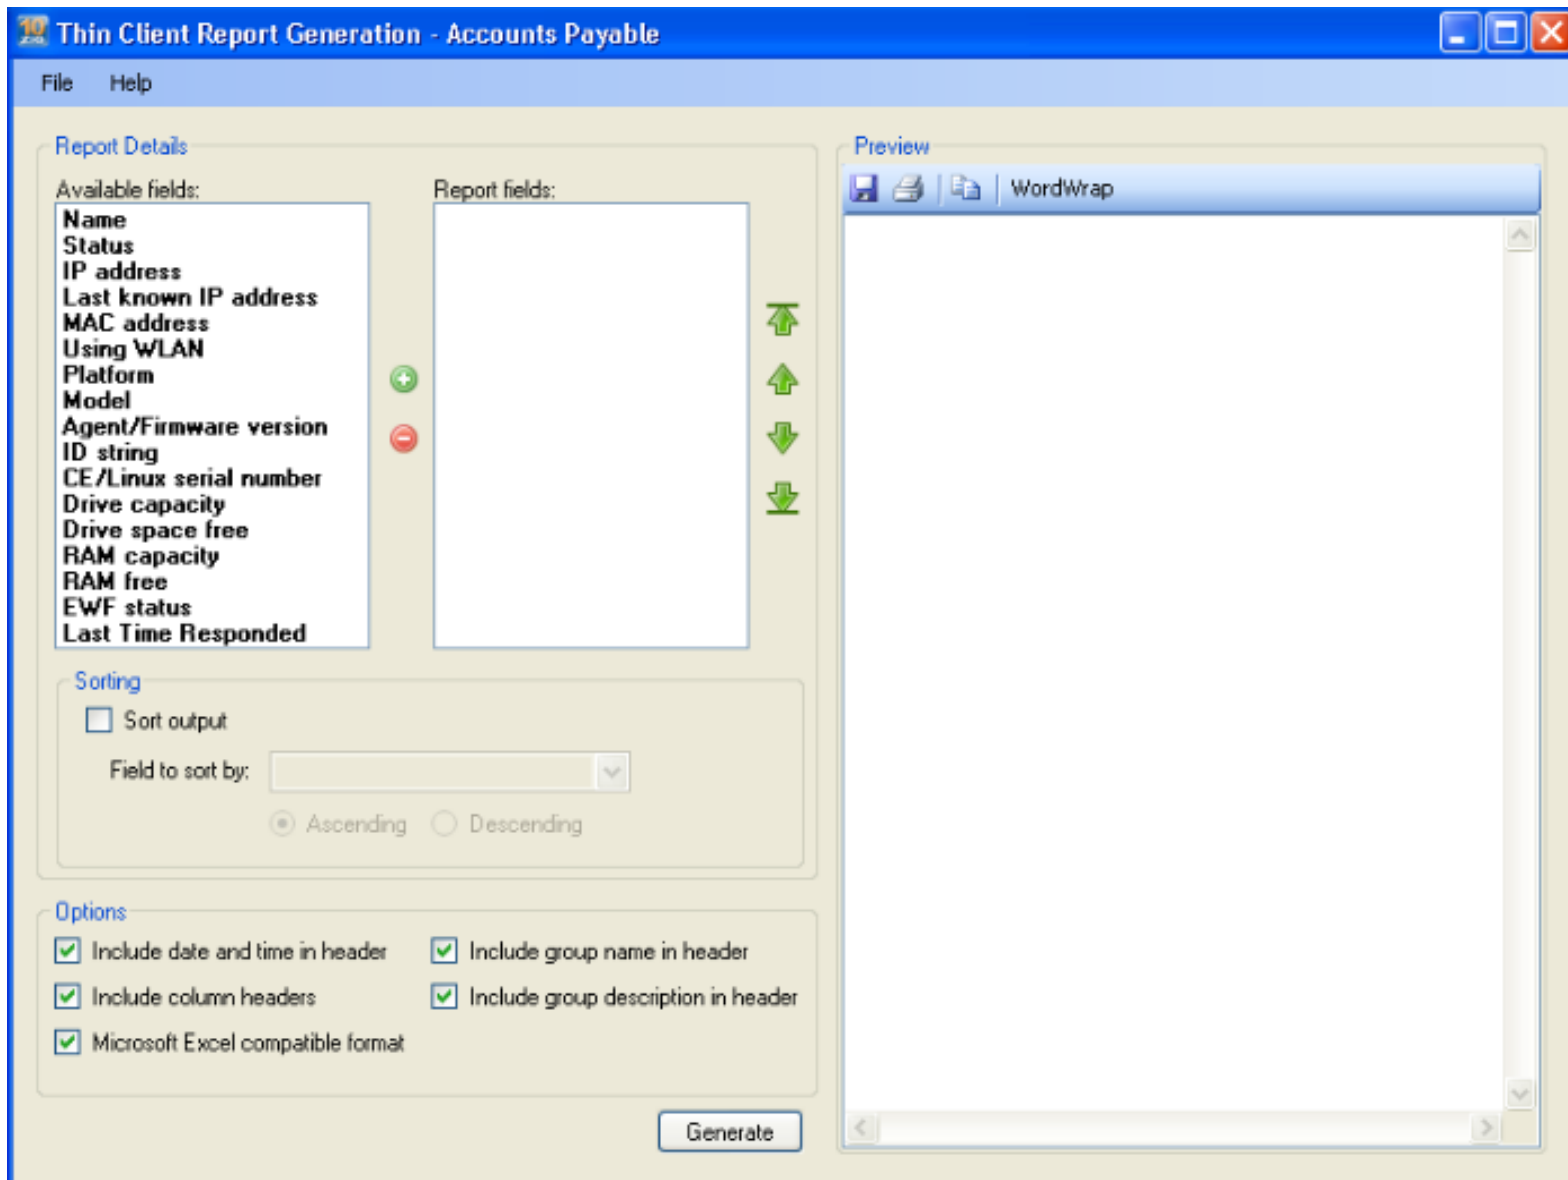 Thin Client Report Generation - Accounts Payable
File Help
Report Details
Available fields:
Name
Status
IP address
Last known IP address
MAC address
Using WLAN
Platform
Model
Agent/Firmware version
ID string
CE/Linux serial number
Drive capacity
Drive space free
RAM capacity
RAM free
EWF status
Last Time Responded
Report fields:
Sorting
Sort output
Field to sort by:
Ascending Descending
Options
Include date and time in header
Include group name in header
Include column headers
Include group description in header
Microsoft Excel compatible format
Generate
Preview
WordWrap